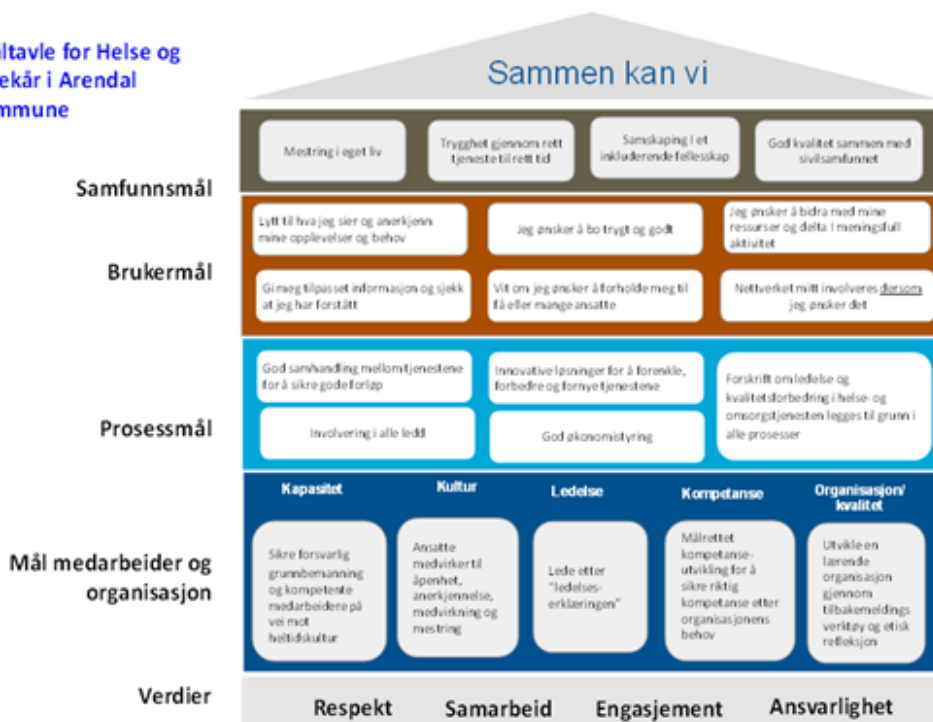 åltavle for Helse og
ekår i Arendal
mmune
Sammen kan vi
Samfunnsmål
Mestring i eget liv
Trygghet gjennom rett
tjeneste til rett tid
Samskaping I et
inkluderende fellesskap
God kvalitet sammen med
sivilsamfunnet
Brukermål
Lytt til hva jeg sier og anerkjenn
mine opplevelser og behov
Jeg ønsker å bo trygt og godt
Jeg ønsker å bidra med mine
ressurser og delta I meningsfull
aktivitet
Gi meg tilpasset informasjon og sjekk
at jeg har forstått
Vit om jeg ønsker å forholde meg til
få eller mange ansatte
Nettverket mitt involveres dersom
jeg ønsker det
Prosessmål
God samhandling mellom tjenestene
for å sikre gode forløp
Innovative løsninger for å forenkle,
forbedre og fornye tjenestene
Forskrift om ledelse og
kvalitetsforbedring i helse- og
omsorgstjenesten legges til grunn i
alle prosesser
Involvering i alle ledd
God økonomistyring
Mål medarbeider og
organisasjon
Kapasitet
Sikre forsvarlig
grunnbemanning
og kompetente
medarbeidere på
vei mot
heltidskultur
Kultur
Ansatte
medvirker til
åpenhet,
anerkjennelse,
medvirkning og
mestring
Ledelse
Lede etter
"ledelses-
erklæringen"
Kompetanse
Målrettet
kompetanse-
utvikling for å
sikre riktig
kompetanse etter
organisasjonens
behov
Organisasjon/
kvalitet
Utvikle en
lærende
organisasjon
gjennom
tilbakemeldings
verktøy og etisk
refleksjon
Verdier
Respekt Samarbeid Engasjement Ansvarlighet